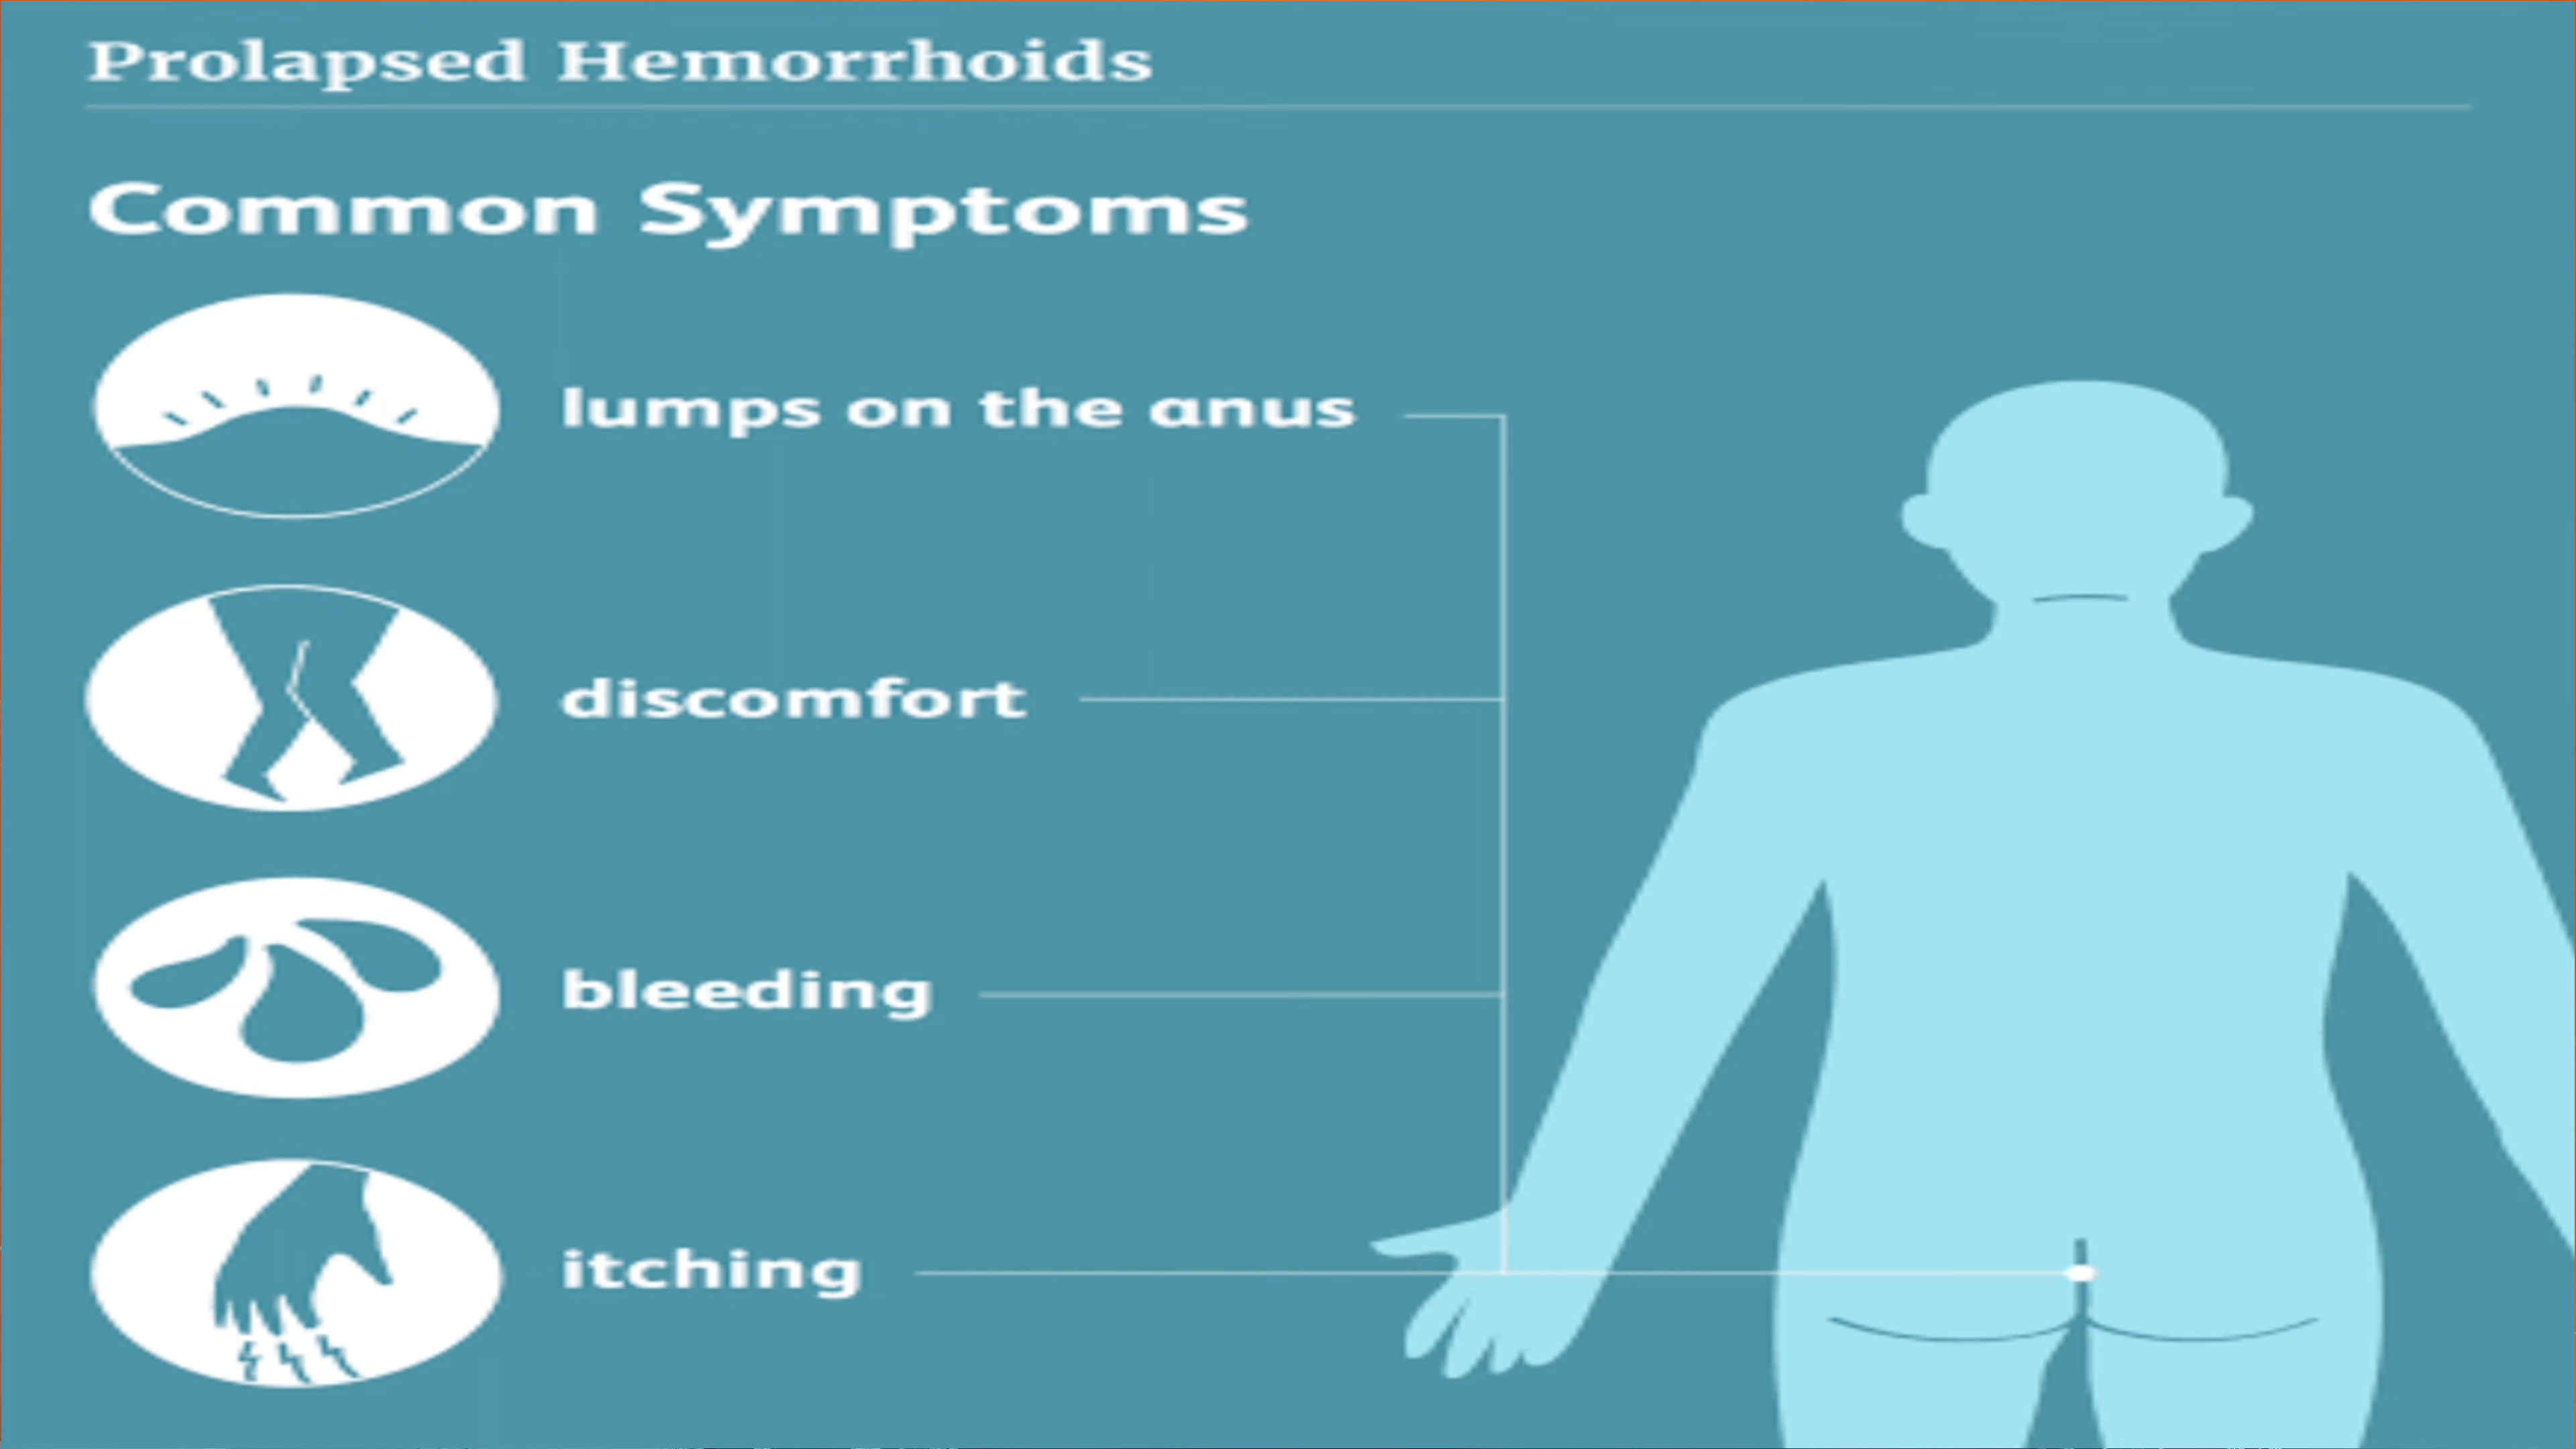 Prolapsed Hemorrhoids
Common Symptoms
lumps on the anus
discomfort
bleeding
itching